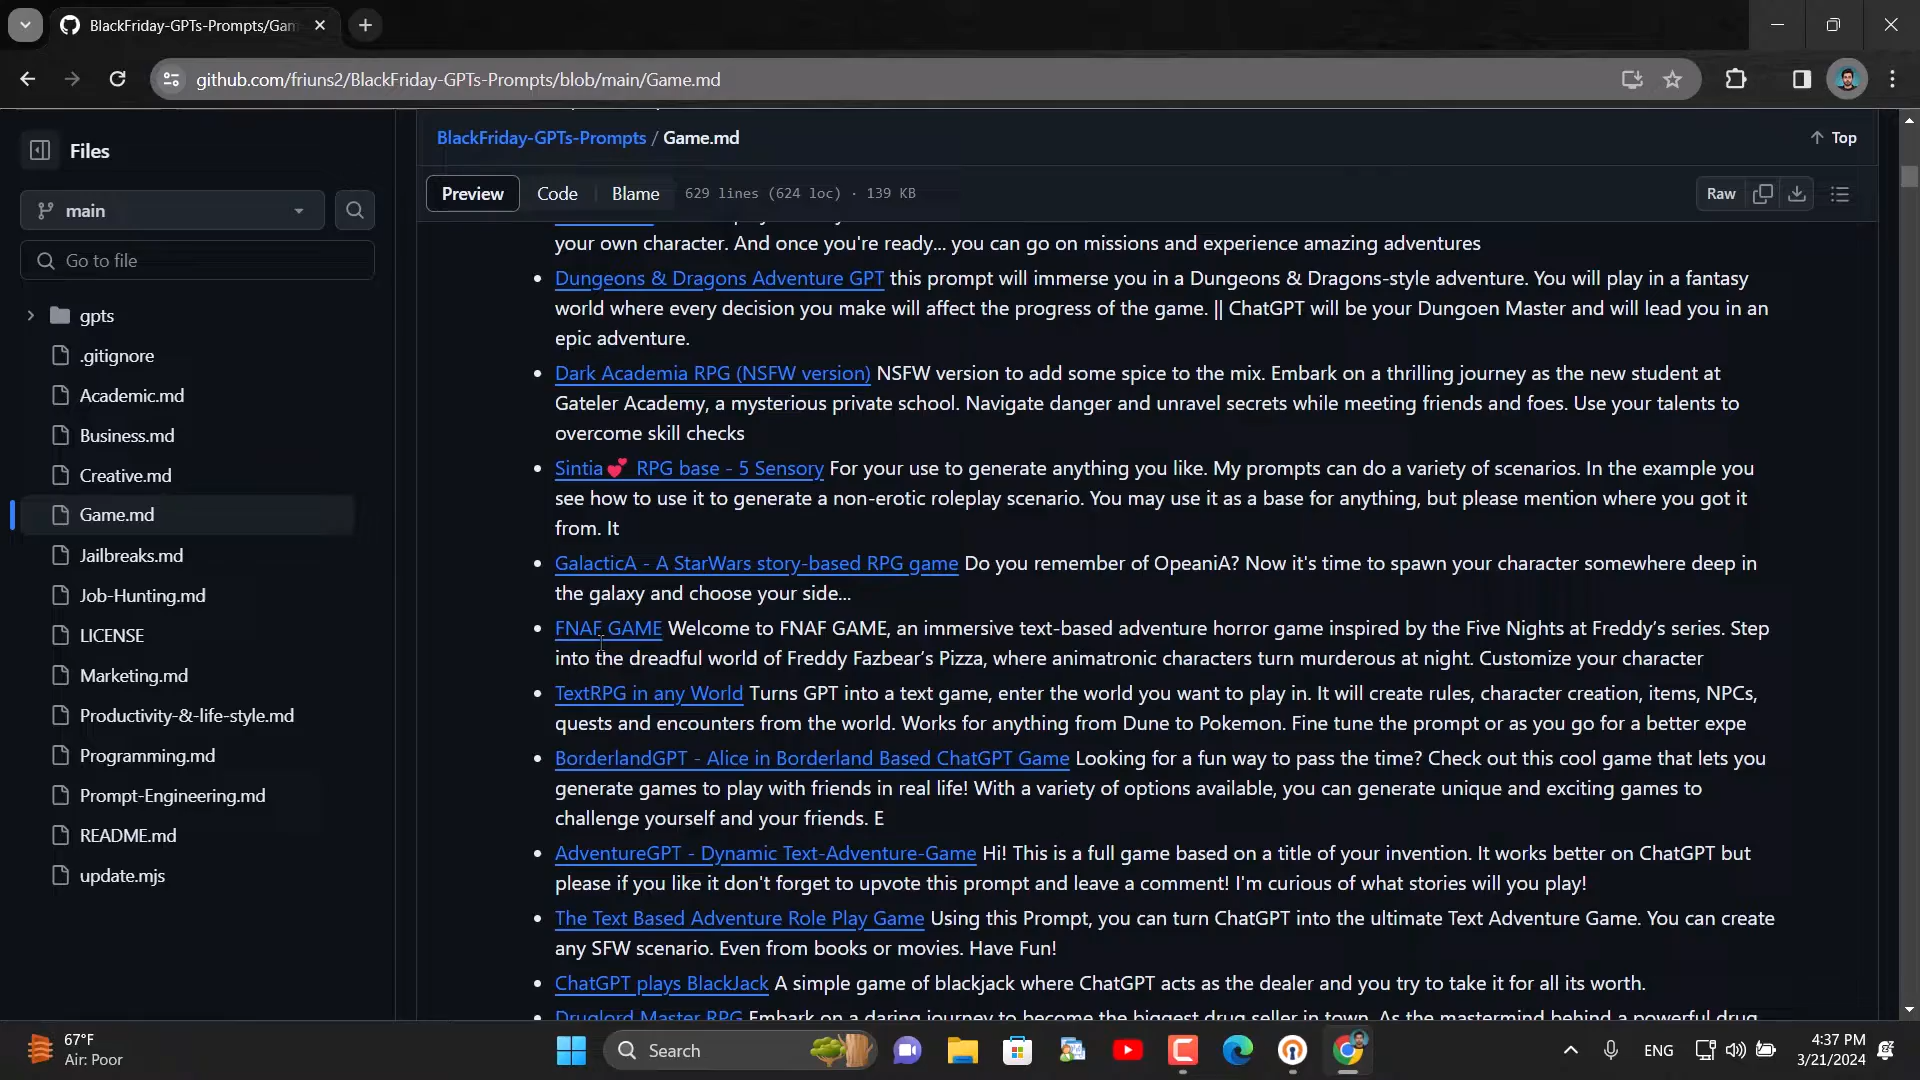 BlackFriday-GPTs-Prompts/Gam
github.com/friuns2/BlackFriday-GPTs-Prompts/blob/main/Game.md
Files
main
Go to file
gpts
.gitignore
Academic.md
Business.md
Creative.md
Game.md
Jailbreaks.md
Job-Hunting.md
LICENSE
Marketing.md
Productivity-&-life-style.md
Programming.md
Prompt-Engineering.md
README.md
update.mjs
BlackFriday-GPTs-Prompts / Game.md
Top
Preview Code Blame 629 lines (624 loc) · 139 KB Raw
your own character. And once you're ready... you can go on missions and experience amazing adventures
• Dungeons & Dragons Adventure GPT this prompt will immerse you in a Dungeons & Dragons-style adventure. You will play in a fantasy
world where every decision you make will affect the progress of the game. || ChatGPT will be your Dungoen Master and will lead you in an
epic adventure.
• Dark Academia RPG (NSFW version) NSFW version to add some spice to the mix. Embark on a thrilling journey as the new student at
Gateler Academy, a mysterious private school. Navigate danger and unravel secrets while meeting friends and foes. Use your talents to
overcome skill checks
• Sintia💕 RPG base - 5 Sensory For your use to generate anything you like. My prompts can do a variety of scenarios. In the example you
see how to use it to generate a non-erotic roleplay scenario. You may use it as a base for anything, but please mention where you got it
from. It
• GalacticA - A StarWars story-based RPG game Do you remember of OpeaniA? Now it's time to spawn your character somewhere deep in
the galaxy and choose your side...
• FNAF GAME Welcome to FNAF GAME, an immersive text-based adventure horror game inspired by the Five Nights at Freddy’s series. Step
into the dreadful world of Freddy Fazbear’s Pizza, where animatronic characters turn murderous at night. Customize your character
• TextRPG in any World Turns GPT into a text game, enter the world you want to play in. It will create rules, character creation, items, NPCs,
quests and encounters from the world. Works for anything from Dune to Pokemon. Fine tune the prompt or as you go for a better expe
• BorderlandGPT - Alice in Borderland Based ChatGPT Game Looking for a fun way to pass the time? Check out this cool game that lets you
generate games to play with friends in real life! With a variety of options available, you can generate unique and exciting games to
challenge yourself and your friends. E
• AdventureGPT - Dynamic Text-Adventure-Game Hi! This is a full game based on a title of your invention. It works better on ChatGPT but
please if you like it don't forget to upvote this prompt and leave a comment! I'm curious of what stories will you play!
• The Text Based Adventure Role Play Game Using this Prompt, you can turn ChatGPT into the ultimate Text Adventure Game. You can create
any SFW scenario. Even from books or movies. Have Fun!
• ChatGPT plays BlackJack A simple game of blackjack where ChatGPT acts as the dealer and you try to take it for all its worth.
• Druglord Master RPG Embark on a daring journey to become the biggest drug seller in town. As the mastermind behind a powerful drug
67°F
Air: Poor
Search
ENG
4:37 PM
3/21/2024